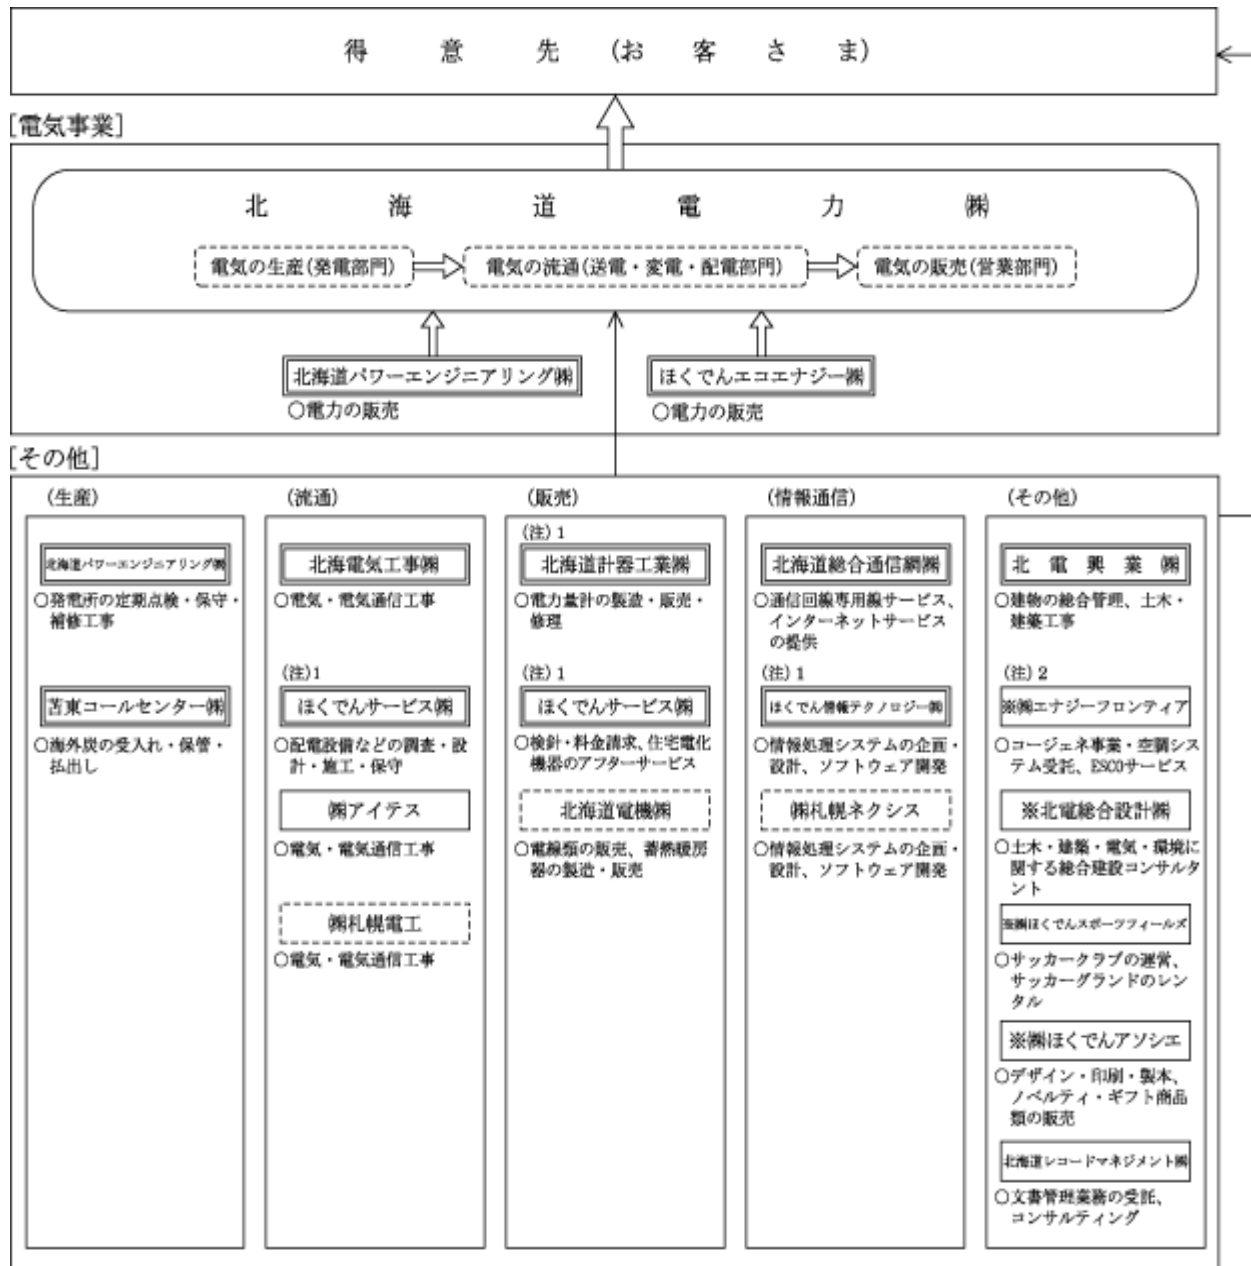 得意先(お客さま)
[電気事業]
北海道電力㈱
電気の生産(発電部門)
電気の流通(送電・変電・配電部門)
電気の販売(営業部門)
北海道パワーエンジニアリング㈱
○電力の販売
ほくでんエコエナジー㈱
○電力の販売
[その他]
(生産)
北海道パワーエンジニアリング㈱
○発電所の定期点検・保守・
補修工事
苫東コールセンター㈱
○海外炭の受入れ・保管・
払出し
(流通)
北海電気工事㈱
○電気・電気通信工事
(注)1
ほくでんサービス㈱
○配電設備などの調査・設
計・施工・保守
㈱アイテス
○電気・電気通信工事
㈱札幌電工
○電気・電気通信工事
(販売)
(注)1
北海道計器工業㈱
○電力量計の製造・販売・
修理
(注)1
ほくでんサービス㈱
○検針・料金請求、住宅電化
機器のアフターサービス
北海道電機㈱
○電線類の販売、蓄熱暖房
器の製造・販売
(情報通信)
北海道総合通信網㈱
○通信回線専用線サービス、
インターネットサービス
の提供
(注)1
ほくでん情報テクノロジー㈱
○情報処理システムの企画・
設計、ソフトウェア開発
㈱札幌ネクシス
○情報処理システムの企画・
設計、ソフトウェア開発
(その他)
北電興業㈱
○建物の総合管理、土木・
建築工事
(注)2
※㈱エナジーフロンティア
○コージェネ事業・空調シス
テム受託、ESCOサービス
※北電総合設計㈱
○土木・建築・電気・環境に
関する総合建設コンサルタ
ント
※㈱ほくでんスポーツフィールズ
○サッカークラブの運営、
サッカーグランドのレン
タル
※㈱ほくでんアソシエ
○デザイン・印刷・製本、
ノベルティ・ギフト商品
類の販売
北海道レコードマネジメント㈱
○文書管理業務の受託、
コンサルティング